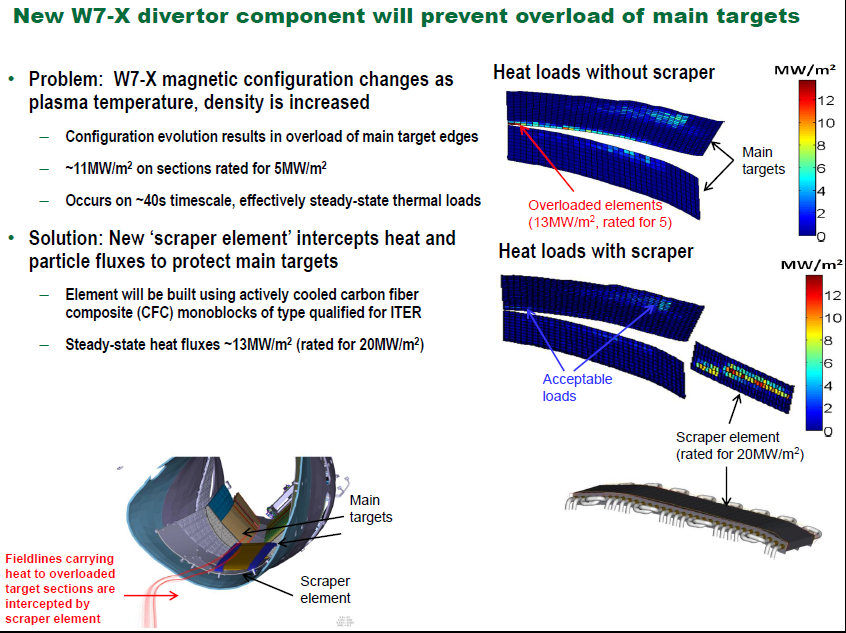 New W7-X divertor component will prevent overload of main targets
• Problem: W7-X magnetic configuration changes as
plasma temperature, density is increased
– Configuration evolution results in overload of main target edges
– ~11MW/m² on sections rated for 5MW/m²
– Occurs on ~40s timescale, effectively steady-state thermal loads
• Solution: New ‘scraper element’ intercepts heat and
particle fluxes to protect main targets
– Element will be built using actively cooled carbon fiber
composite (CFC) monoblocks of type qualified for ITER
– Steady-state heat fluxes ~13MW/m² (rated for 20MW/m²)
Heat loads without scraper
MW/m²
12
10
8
6
4
2
0
Main
targets
Overloaded elements
(13MW/m², rated for 5)
Heat loads with scraper
MW/m²
12
10
8
6
4
2
0
Acceptable
loads
Scraper element
(rated for 20MW/m²)
Main
targets
Scraper
element
Fieldlines carrying
heat to overloaded
target sections are
intercepted by
scraper element